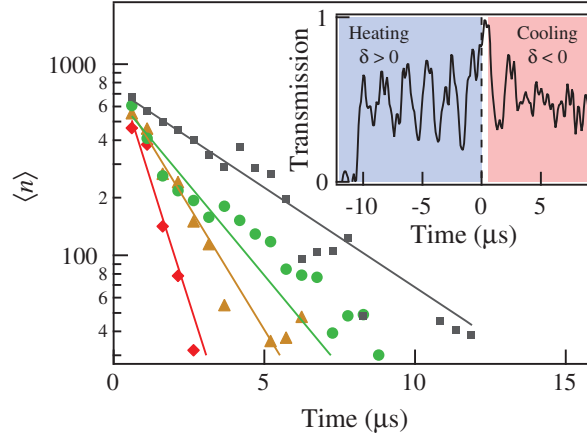 1000
8
6
4
2
100
8
6
4
⟨n⟩
0
5
10
15
Time (μs)
1
0
Transmission
Heating
δ > 0
Cooling
δ < 0
-10
-5
0
5
Time (μs)